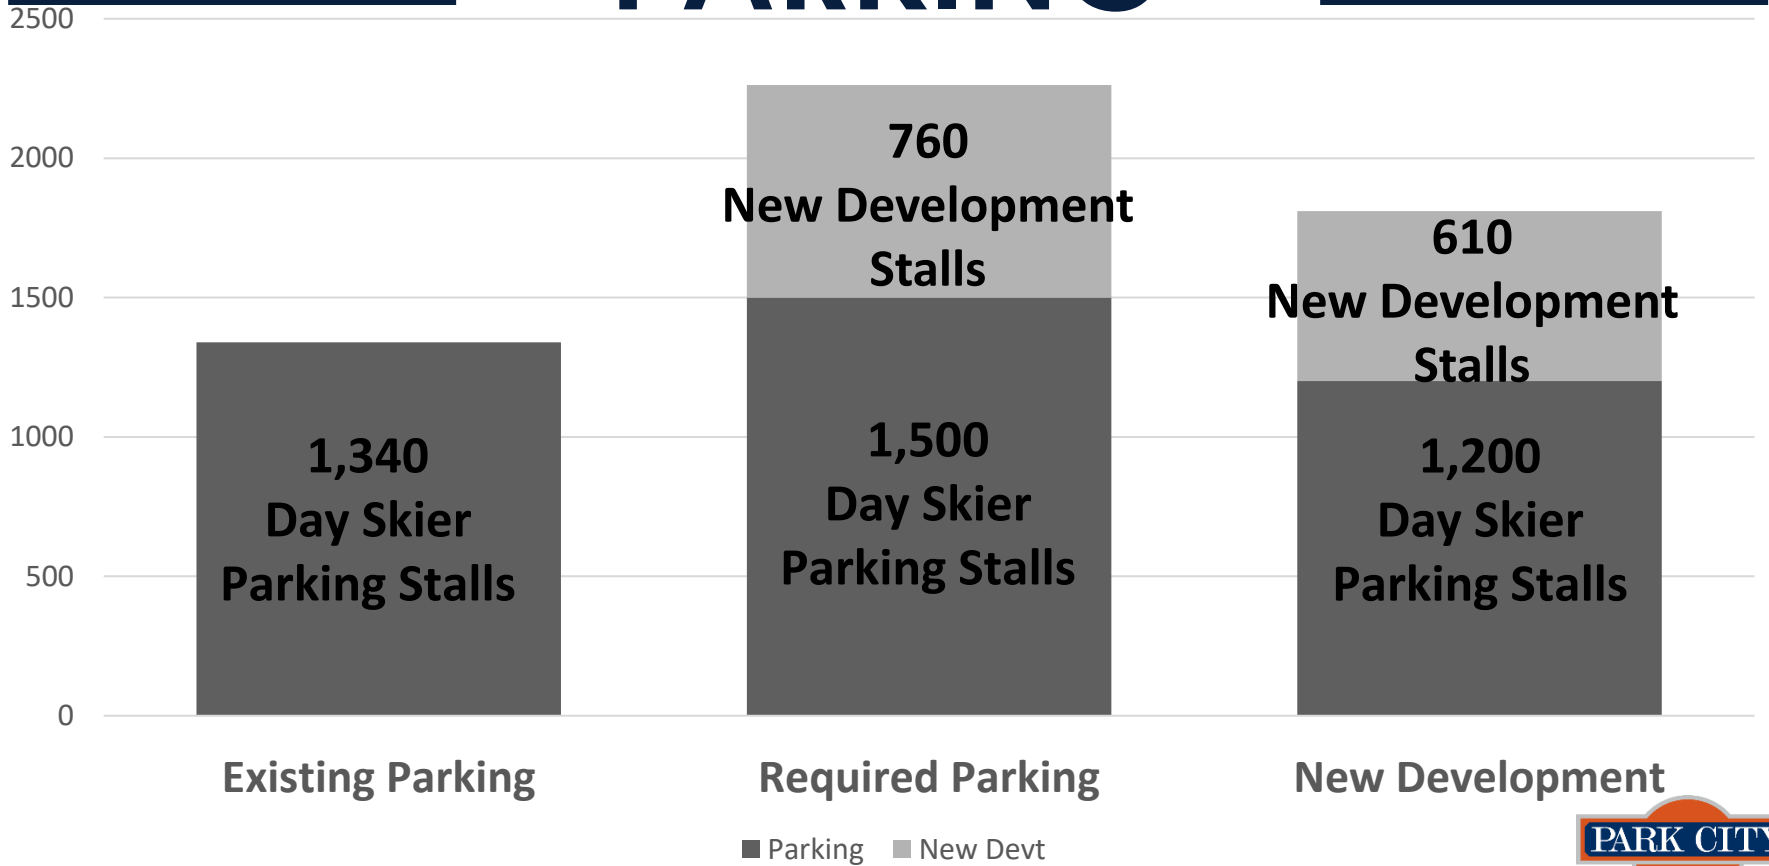 PARKING
2500
2000
1500
1000
500
0
1,340
Day Skier
Parking Stalls
760
New Development
Stalls
1,500
Day Skier
Parking Stalls
610
New Development
Stalls
1,200
Day Skier
Parking Stalls
Existing Parking
Required Parking
New Development
Parking
New Devt
PARK CITY